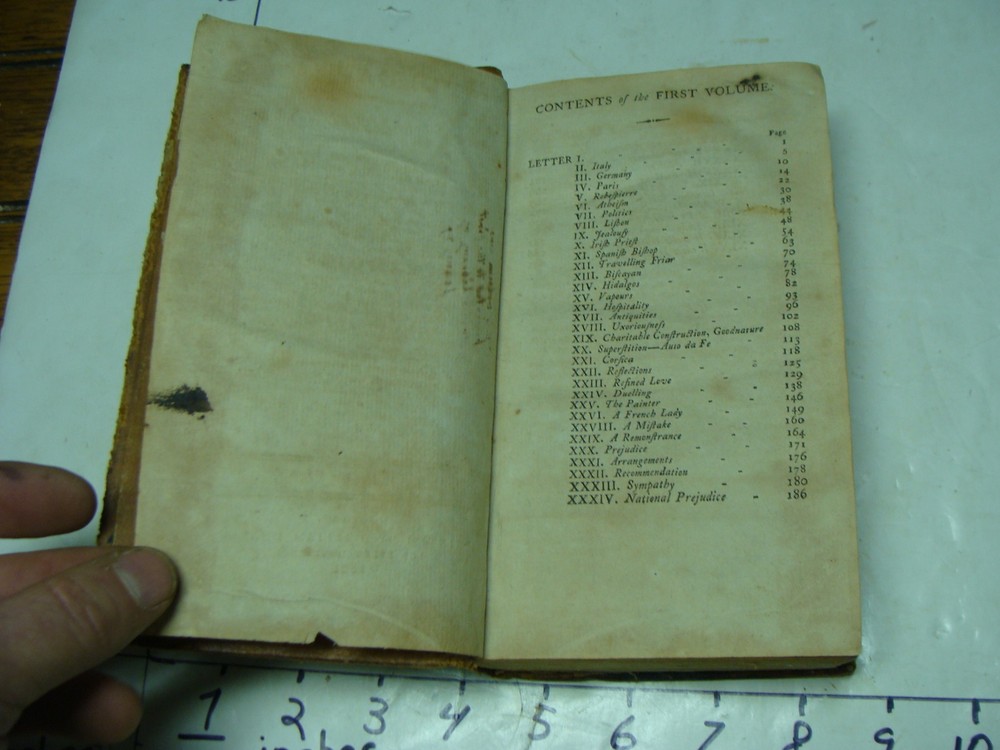 CONTENTS of the FIRST VOLUME.
Page
LETTER I. - - - 1
II. Italy - - - 8
III. Germany - - - 10
IV. Paris - - - 14
V. Robeſpierre - - 22
VI. Atheiſm - - - 30
VII. Politics - - - 38
VIII. Liſbon - - - 44
IX. Jealouſy - - - 48
X. Iriſh Prieſt - - - 54
XI. Spaniſh Biſhop - - 63
XII. Travelling Friar - - 70
XIII. Biſcayan - - - 74
XIV. Hidalgos - - - 78
XV. Vapours - - - 82
XVI. Hoſpitality - - - 93
XVII. Antiquities - - - 96
XVIII. Uxoriouſneſs - - 102
XIX. Charitable Conſtruction, Goodnature 108
XX. Superſtition—Auto da Fe - 113
XXI. Corſica - - 118
XXII. Reflections - - 125
XXIII. Refined Love - - 129
XXIV. Duelling - - 138
XXV. The Painter - - 146
XXVI. A French Lady - - 149
XXVIII. A Miſtake - - 160
XXIX. A Remonſtrance - - 164
XXX. Prejudice - - 171
XXXI. Arrangements - - 176
XXXII. Recommendation - 178
XXXIII. Sympathy - - 180
XXXIV. National Prejudice - 186
1 2 3 4 5 6 7 8 9 10
inches